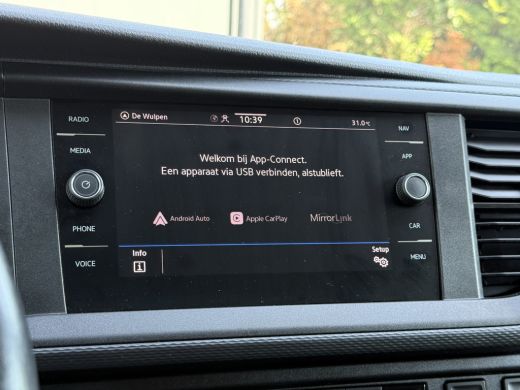 RADIO
MEDIA
PHONE
VOICE
De Wulpen
10:39
31.0°C
Welkom bij App-Connect.
Een apparaat via USB verbinden, alstublieft.
Android Auto
Apple CarPlay
MirrorLink
Info
Setup
NAV
APP
CAR
MENU